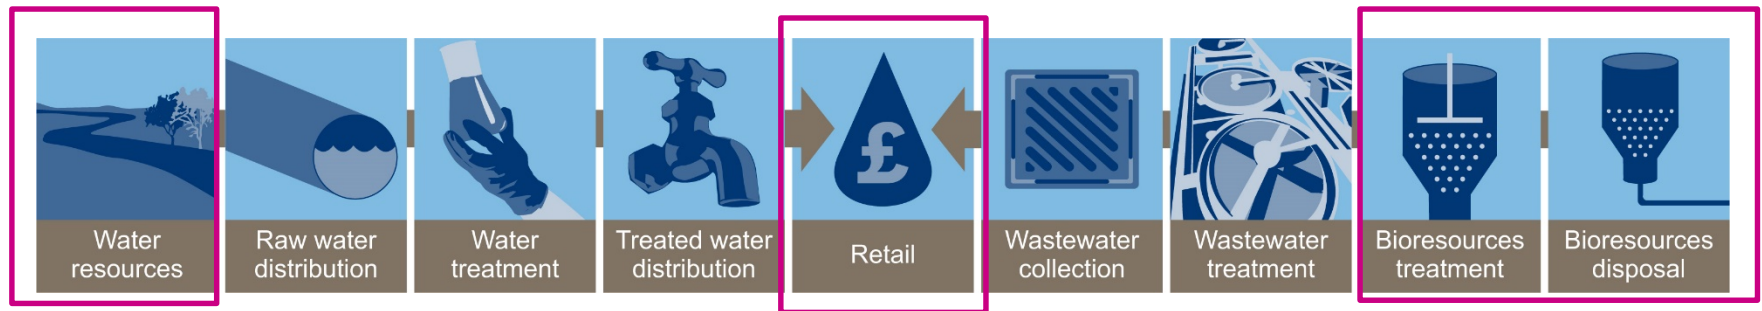 Water
resources
Raw water
distribution
Water
treatment
Treated water
distribution
£
Retail
Wastewater
collection
Wastewater
treatment
Bioresources
treatment
Bioresources
disposal